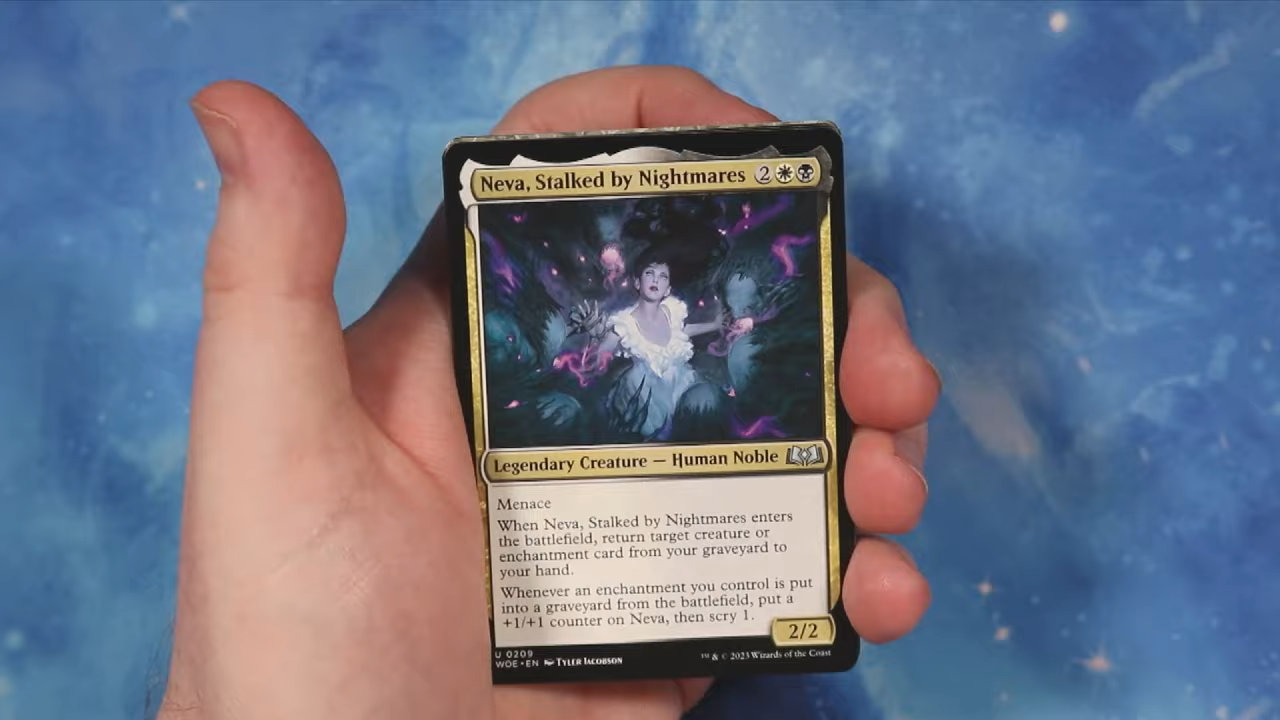 Neva, Stalked by Nightmares 2
Legendary Creature — Human Noble
Menace
When Neva, Stalked by Nightmares enters
the battlefield, return target creature or
enchantment card from your graveyard to
your hand.
Whenever an enchantment you control is put
into a graveyard from the battlefield, put a
+1/+1 counter on Neva, then scry 1.
2/2
U 0209
WOE • EN TYLER JACOBSON
™ & © 2023 Wizards of the Coast